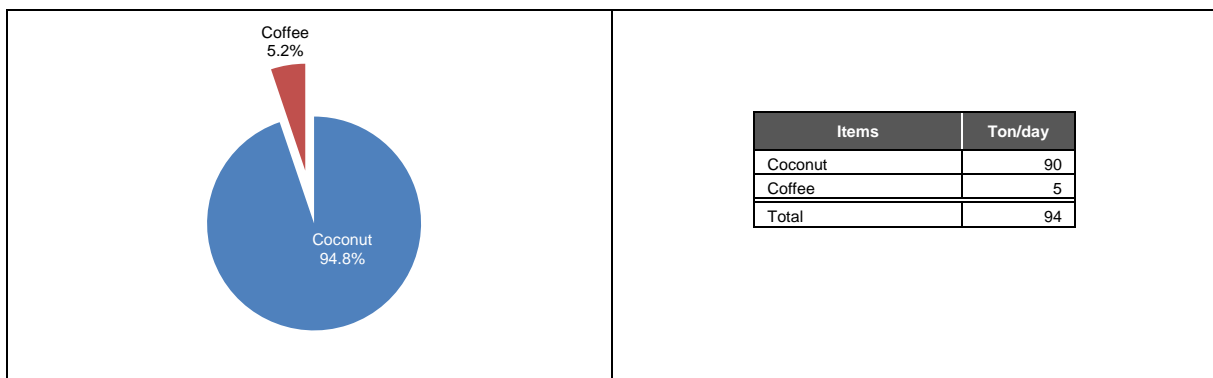 Coffee
5.2%
Coconut
94.8%
Items Ton/day
Coconut 90
Coffee 5
Total 94